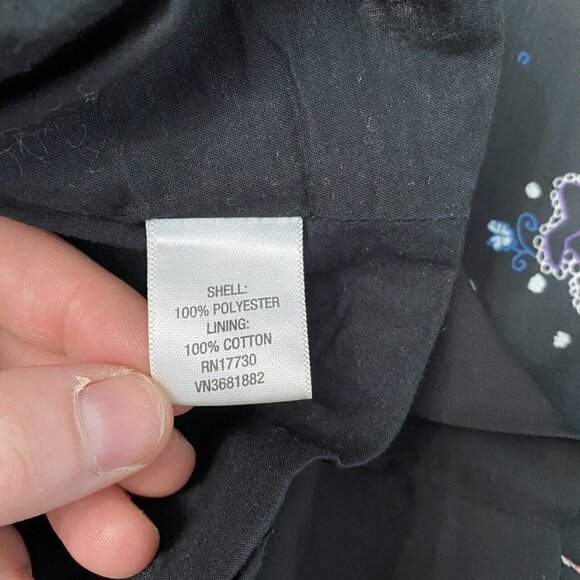 SHELL:
100% POLYESTER
LINING:
100% COTTON
RN17730
VN3681882